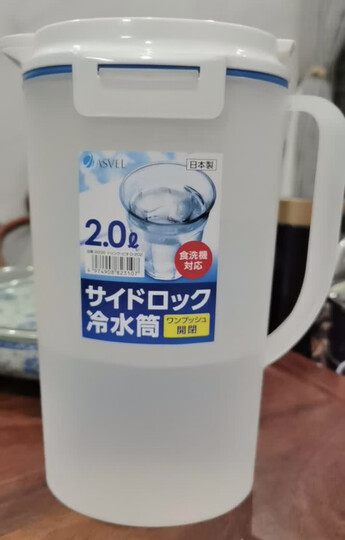 ASVEL
日本製
2.0ℓ
食洗機
対応
4974908923107
サイドロック
冷水筒
ワンプッシュ
開閉